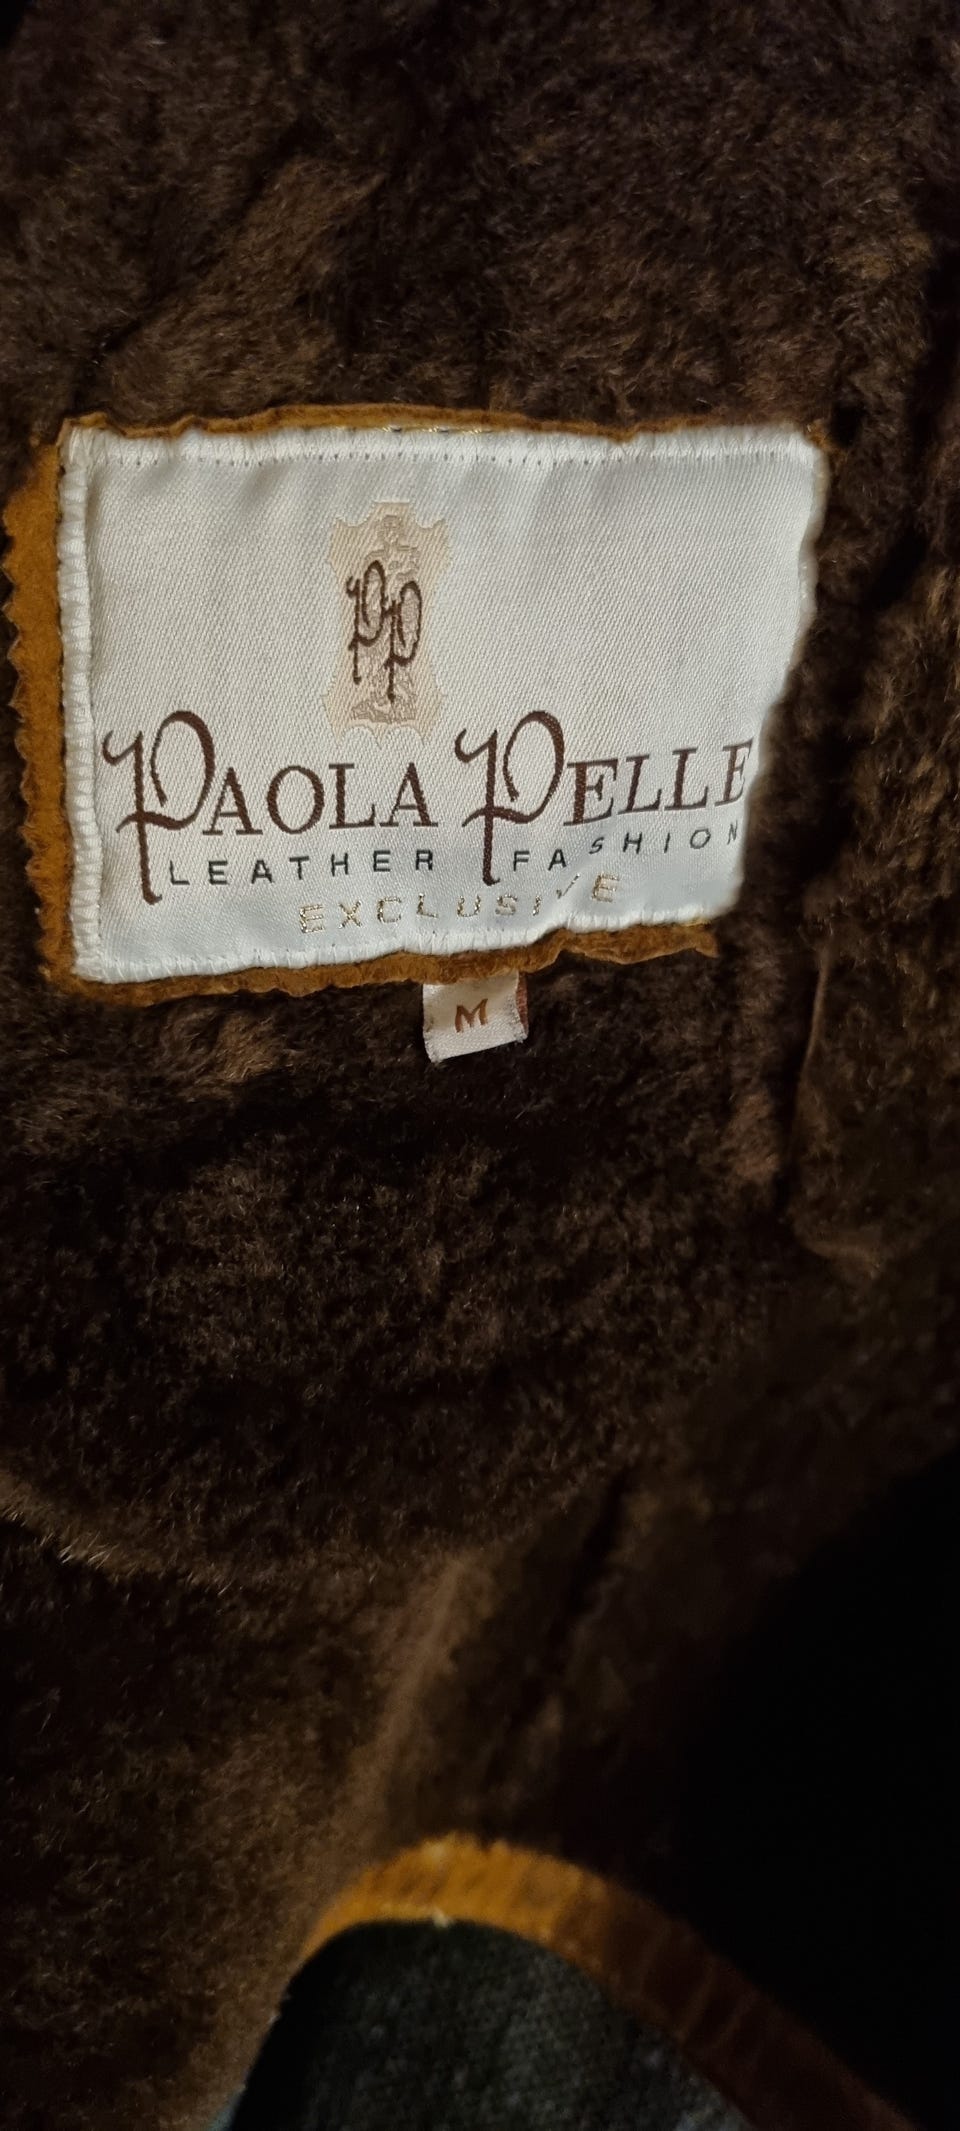 PP
PAOLA PELLE
LEATHER FASHION
EXCLUSIVE
M